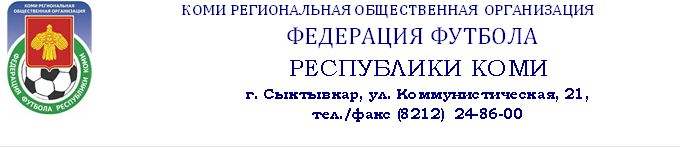 КОМИ РЕГИОНАЛЬНАЯ
ОБЩЕСТВЕННАЯ ОРГАНИЗАЦИЯ
ФЕДЕРАЦИЯ ФУТБОЛА РЕСПУБЛИКИ КОМИ
КОМИ РЕГИОНАЛЬНАЯ ОБЩЕСТВЕННАЯ ОРГАНИЗАЦИЯ
ФЕДЕРАЦИЯ ФУТБОЛА
РЕСПУБЛИКИ КОМИ
г. Сыктывкар, ул. Коммунистическая, 21,
тел./факс (8212) 24-86-00